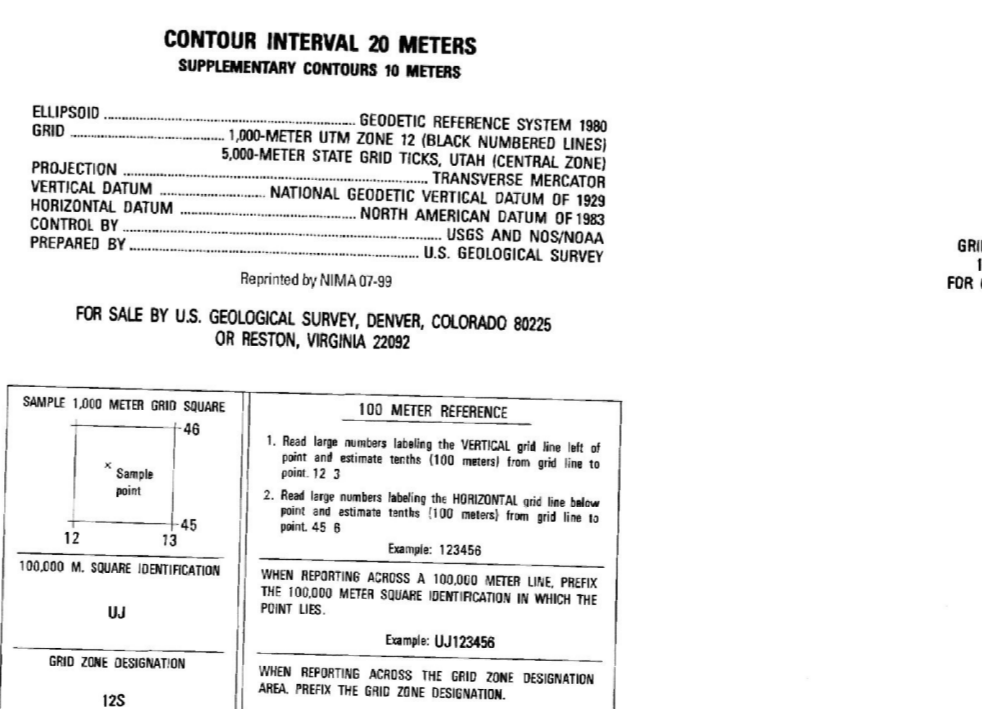 CONTOUR INTERVAL 20 METERS
SUPPLEMENTARY CONTOURS 10 METERS
ELLIPSOID ........ GEODETIC REFERENCE SYSTEM 1980
GRID ........ 1,000-METER UTM ZONE 12 (BLACK NUMBERED LINES)
5,000-METER STATE GRID TICKS, UTAH (CENTRAL ZONE)
PROJECTION ........ TRANSVERSE MERCATOR
VERTICAL DATUM ........ NATIONAL GEODETIC VERTICAL DATUM OF 1929
HORIZONTAL DATUM ........ NORTH AMERICAN DATUM OF 1983
CONTROL BY ........ USGS AND NOS/NOAA
PREPARED BY ........ U.S. GEOLOGICAL SURVEY
Reprinted by NIMA 07-99
FOR SALE BY U.S. GEOLOGICAL SURVEY, DENVER, COLORADO 80225
OR RESTON, VIRGINIA 22092
SAMPLE 1,000 METER GRID SQUARE
46
× Sample
point
45
12 13
100,000 M. SQUARE IDENTIFICATION
UJ
GRID ZONE DESIGNATION
12S
100 METER REFERENCE
1. Read large numbers labeling the VERTICAL grid line left of
point and estimate tenths (100 meters) from grid line to
point. 12 3
2. Read large numbers labeling the HORIZONTAL grid line below
point and estimate tenths (100 meters) from grid line to
point. 45 6
Example: 123456
WHEN REPORTING ACROSS A 100,000 METER LINE, PREFIX
THE 100,000 METER SQUARE IDENTIFICATION IN WHICH THE
POINT LIES.
Example: UJ123456
WHEN REPORTING ACROSS THE GRID ZONE DESIGNATION
AREA. PREFIX THE GRID ZONE DESIGNATION.
FOR